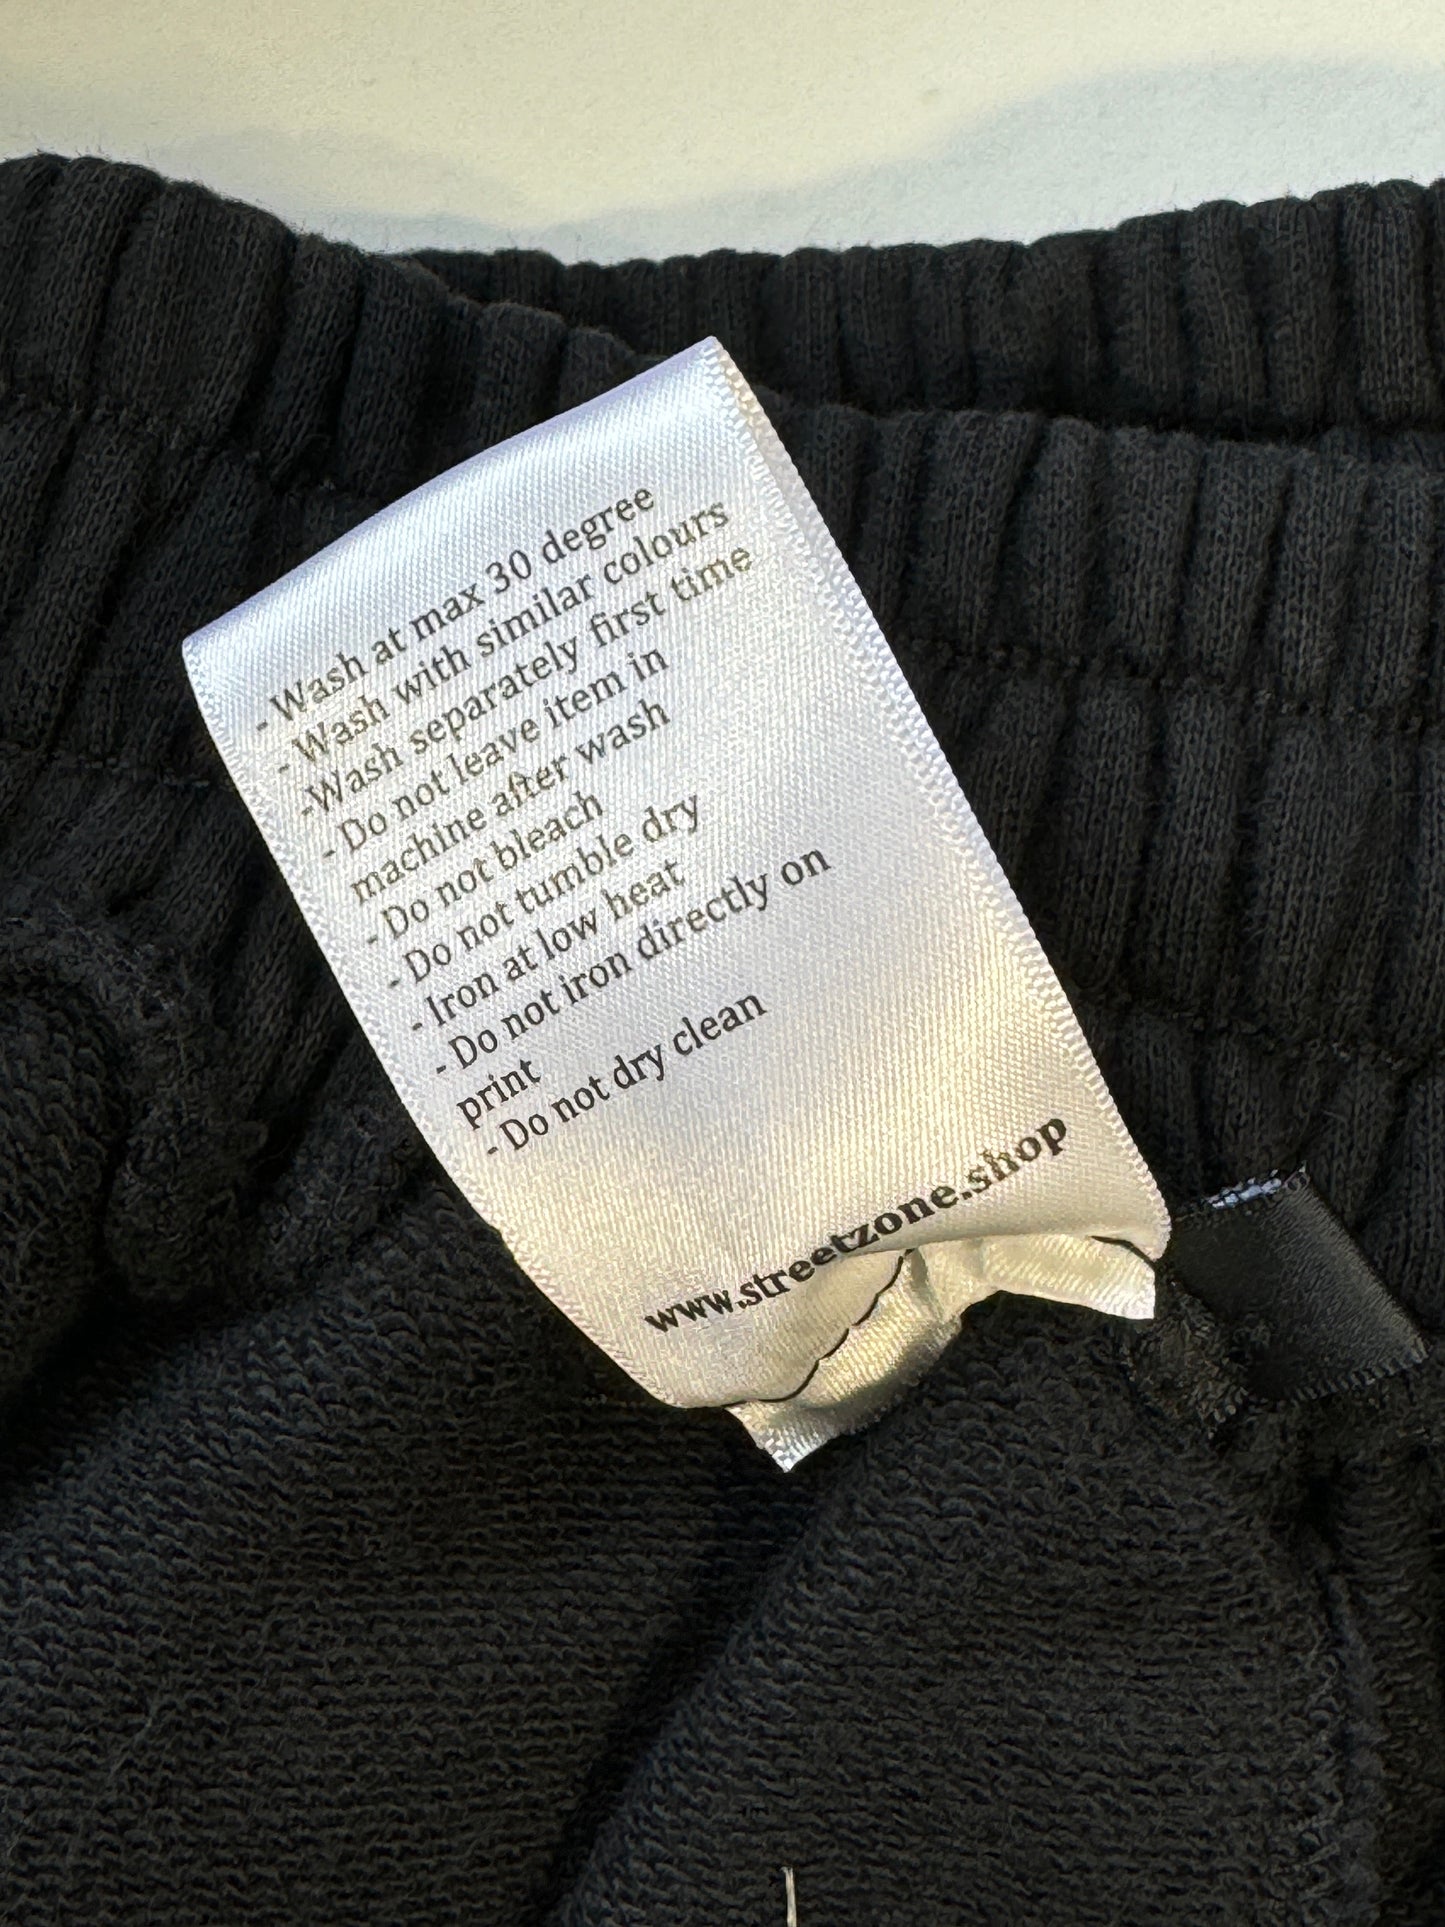 - Wash at max 30 degree
- Wash with similar colours
-Wash separately first time
- Do not leave item in
machine after wash
- Do not bleach
- Do not tumble dry
- Iron at low heat
- Do not iron directly on
print
- Do not dry clean
www.streetzone.shop